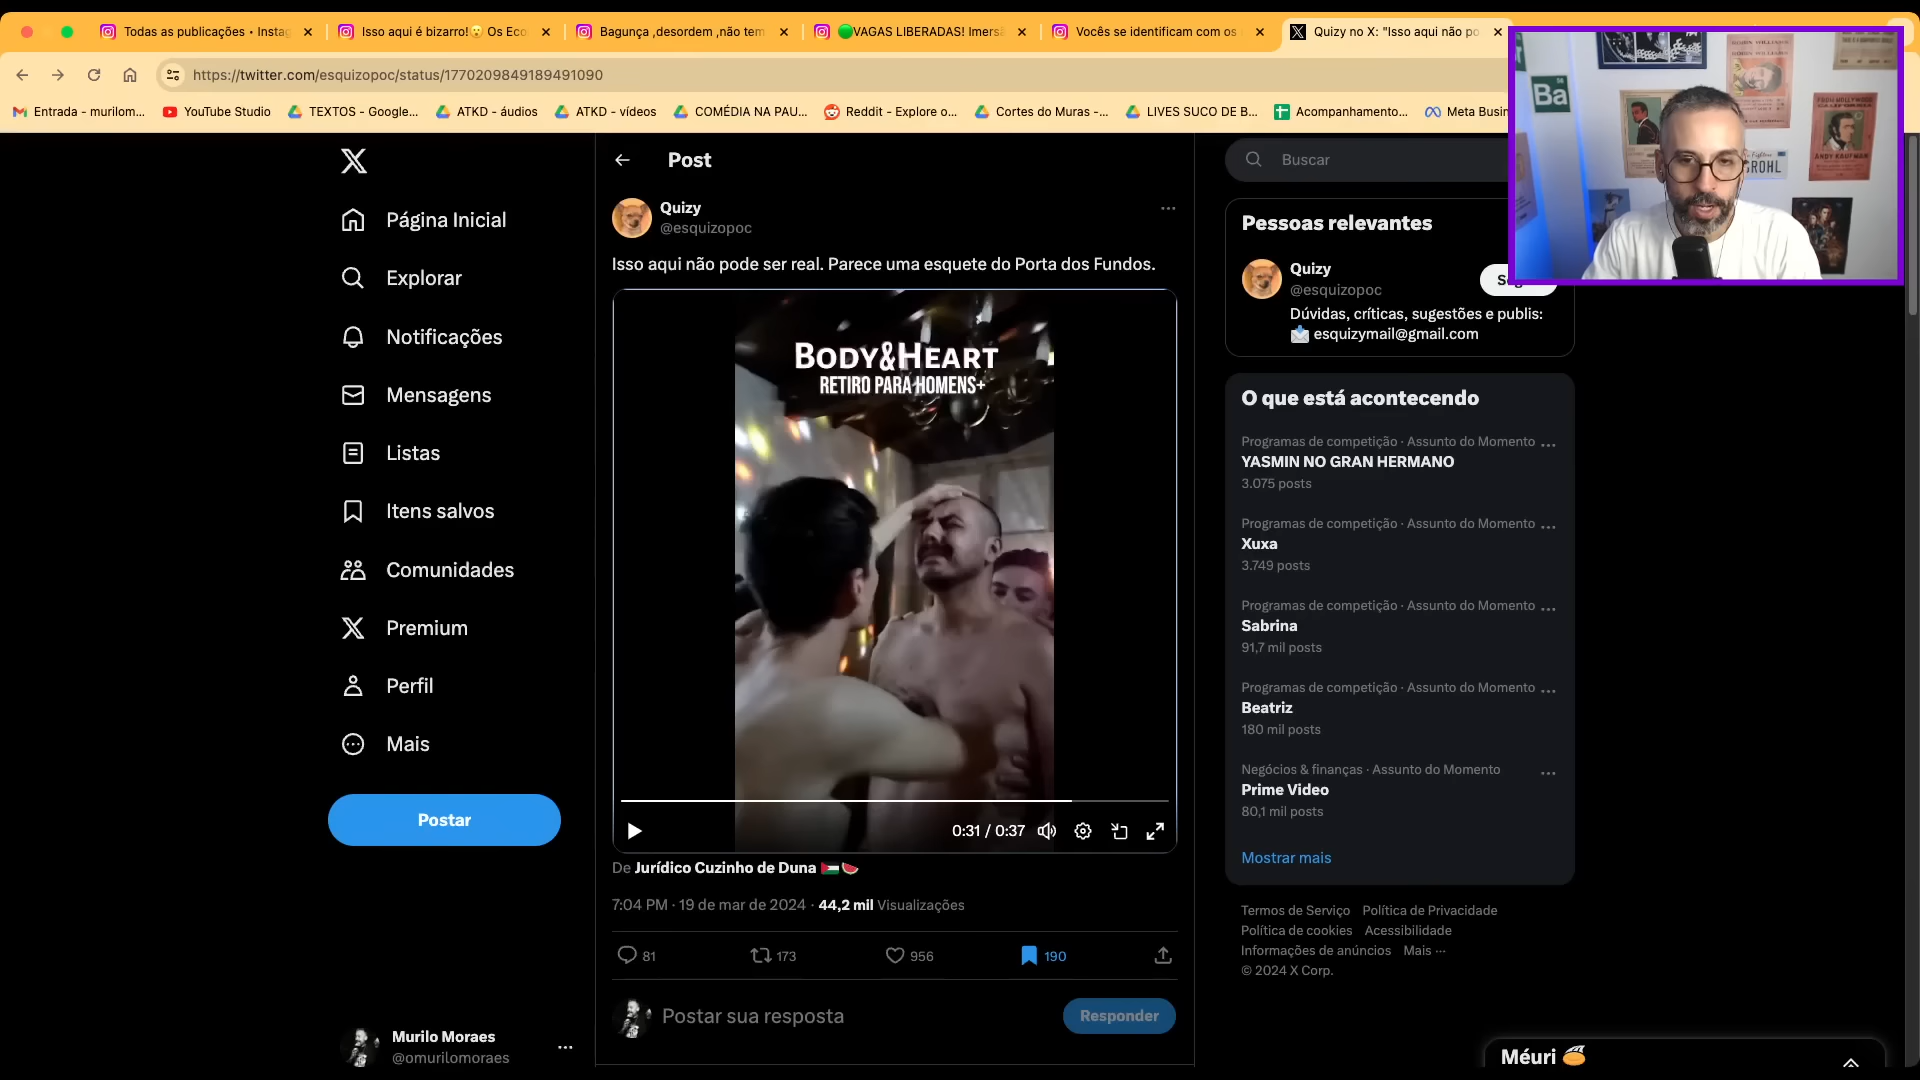 Todas as publicações • Insta
Isso aqui é bizarro!😯 Os Eco
Bagunça ,desordem ,não tem
🟢VAGAS LIBERADAS! Imers
Vocês se identificam com os
Quizy no X: "Isso aqui não po
https://twitter.com/esquizopoc/status/1770209849189491090
Entrada - murilom...
YouTube Studio
TEXTOS - Google...
ATKD - áudios
ATKD - vídeos
COMÉDIA NA PAU...
Reddit - Explore o...
Cortes do Muras -...
LIVES SUCO DE B...
Acompanhamento...
Meta Busin
Página Inicial
Explorar
Notificações
Mensagens
Listas
Itens salvos
Comunidades
Premium
Perfil
Mais
Postar
Murilo Moraes
@omurilomoraes
Post
Quizy
@esquizopoc
Isso aqui não pode ser real. Parece uma esquete do Porta dos Fundos.
BODY&HEART
RETIRO PARA HOMENS+
0:31 / 0:37
De Jurídico Cuzinho de Duna 🇵🇸🍉
7:04 PM · 19 de mar de 2024 · 44,2 mil Visualizações
81
173
956
190
Postar sua resposta
Responder
Buscar
Pessoas relevantes
Quizy
@esquizopoc
Dúvidas, críticas, sugestões e publis:
📩 esquizymail@gmail.com
O que está acontecendo
Programas de competição · Assunto do Momento
YASMIN NO GRAN HERMANO
3.075 posts
Programas de competição · Assunto do Momento
Xuxa
3.749 posts
Programas de competição · Assunto do Momento
Sabrina
91,7 mil posts
Programas de competição · Assunto do Momento
Beatriz
180 mil posts
Negócios & finanças · Assunto do Momento
Prime Video
80,1 mil posts
Mostrar mais
Termos de Serviço Política de Privacidade
Política de cookies Acessibilidade
Informações de anúncios Mais ···
© 2024 X Corp.
Méuri
56
Ba
ROBIN WILLIAMS
FROM HOLLYWOOD
ANDY KAUFMAN
GROHL